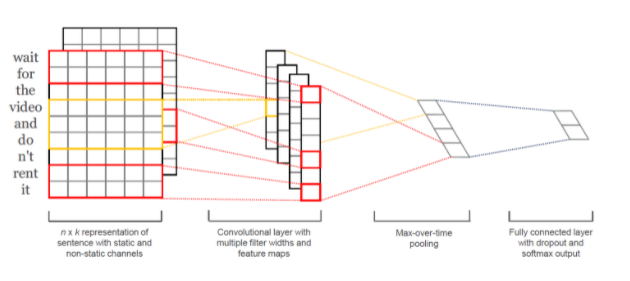 wait
for
the
video
and
do
n't
rent
it
n x k representation of
sentence with static and
non-static channels
Convolutional layer with
multiple filter widths and
feature maps
Max-over-time
pooling
Fully connected layer
with dropout and
softmax output